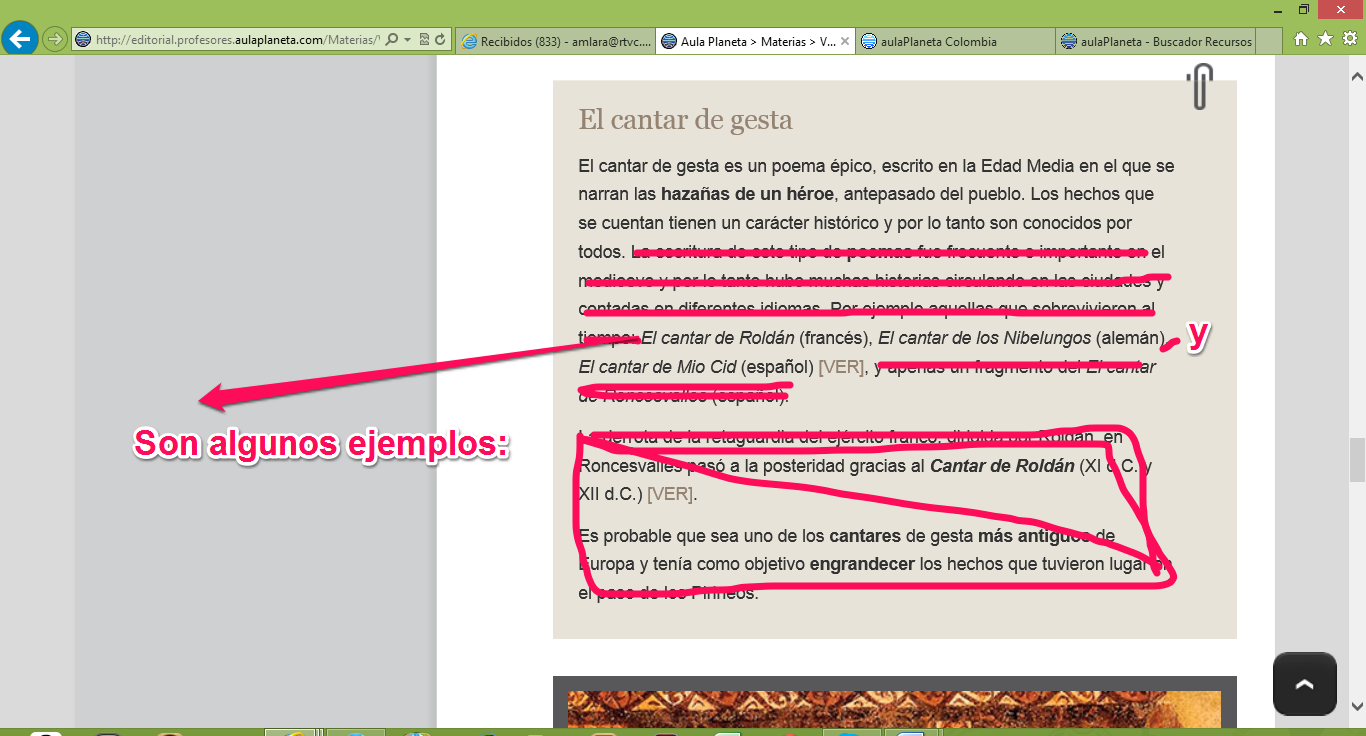 http://editorial.profesores.aulaplaneta.com/Materias/
Recibidos (833) - amlara@rtvc....
Aula Planeta > Materias > V...
aulaPlaneta Colombia
aulaPlaneta - Buscador Recursos
El cantar de gesta
El cantar de gesta es un poema épico, escrito en la Edad Media en el que se
narran las hazañas de un héroe, antepasado del pueblo. Los hechos que
se cuentan tienen un carácter histórico y por lo tanto son conocidos por
todos. La escritura de este tipo de poemas fue frecuente e importante en el
medioevo y por lo tanto hubo muchas historias circulando en las ciudades y
contadas en diferentes idiomas. Por ejemplo aquellas que sobrevivieron al
tiempo: El cantar de Roldán (francés), El cantar de los Nibelungos (alemán),
y
El cantar de Mio Cid (español) [VER], y apenas un fragmento del El cantar
de Roncesvalles (español).
Son algunos ejemplos:
La derrota de la retaguardia del ejército franco, dirigida por Roldán, en
Roncesvalles pasó a la posteridad gracias al Cantar de Roldán (XI d.C. y
XII d.C.) [VER].
Es probable que sea uno de los cantares de gesta más antiguos de
Europa y tenía como objetivo engrandecer los hechos que tuvieron lugar en
el paso de los Pirineos.